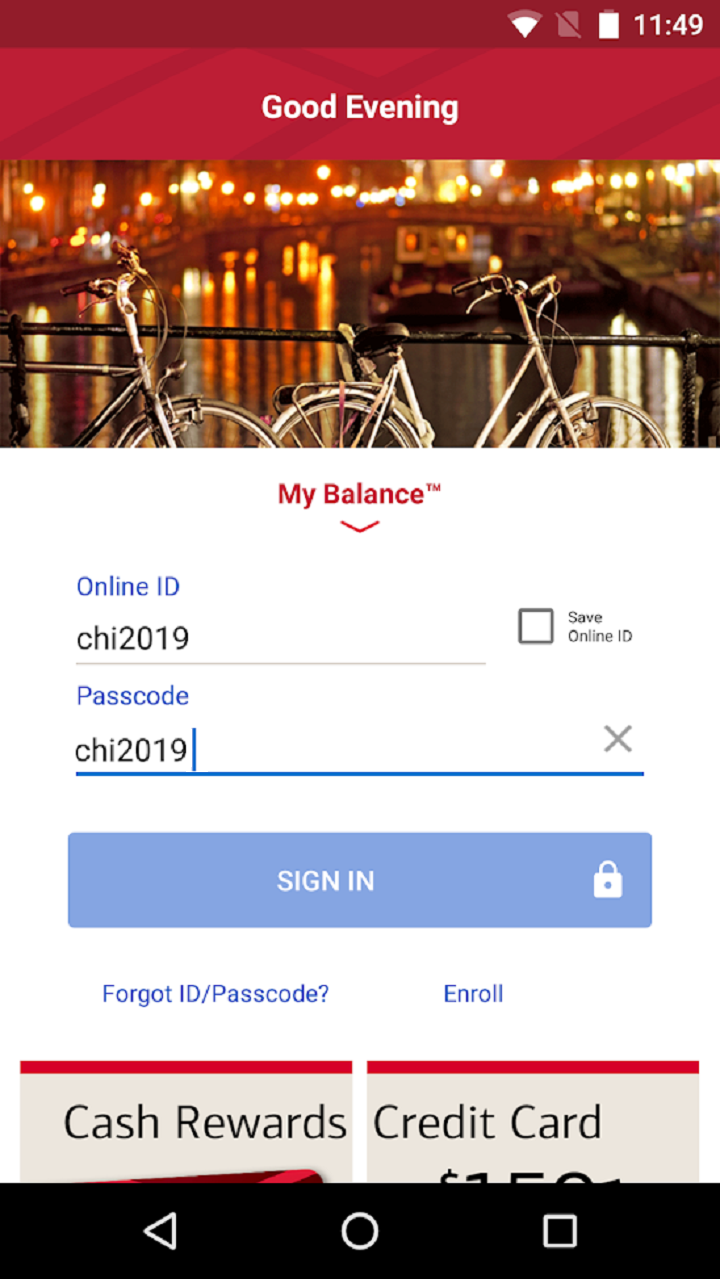 11:49
Good Evening
My Balance™
Online ID
chi2019
Save
Online ID
Passcode
chi2019
SIGN IN
Forgot ID/Passcode? Enroll
Cash Rewards Credit Card